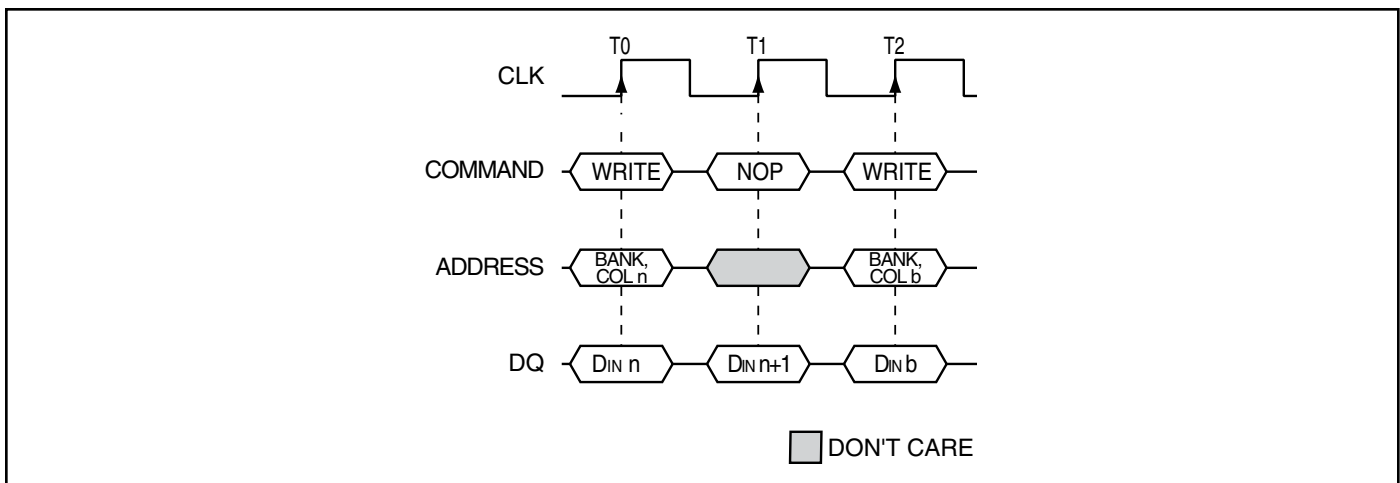 T0 T1 T2
CLK
COMMAND WRITE NOP WRITE
ADDRESS BANK, COL n BANK, COL b
DQ DIN n DIN n+1 DIN b
DON'T CARE